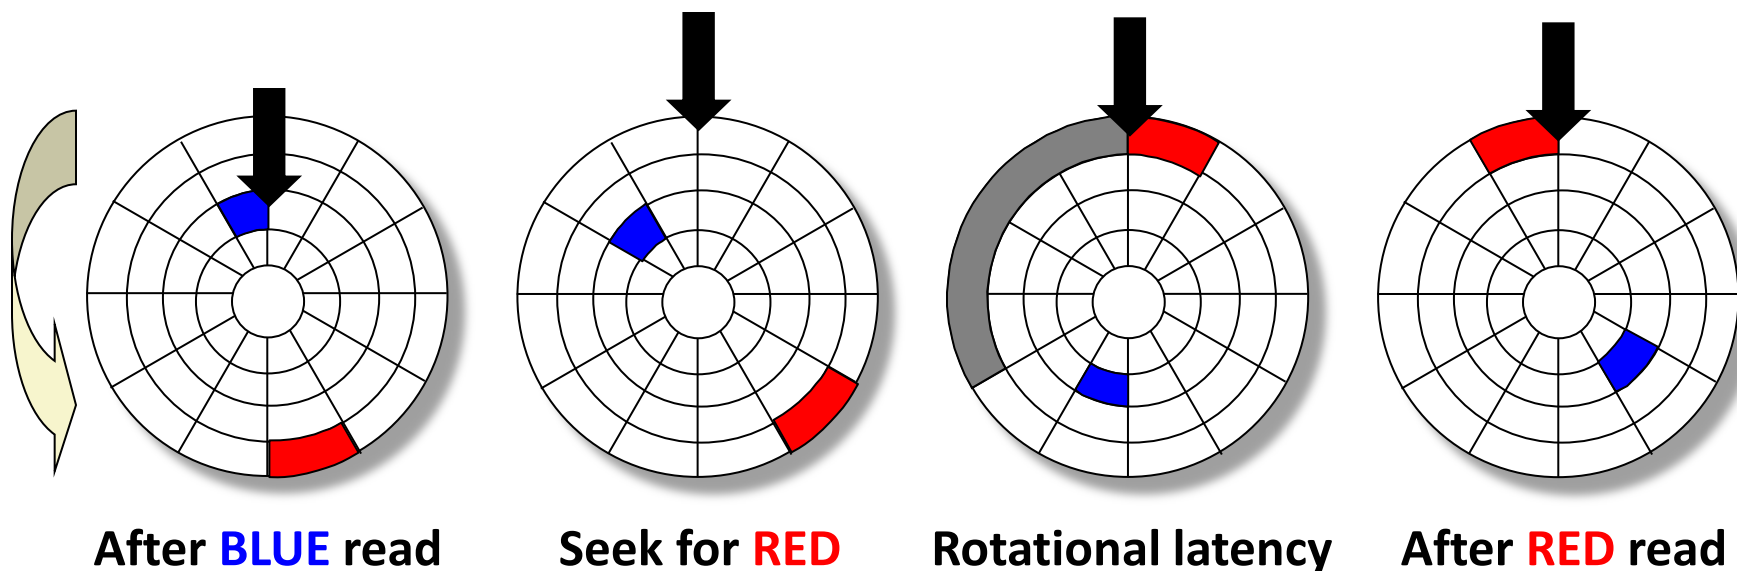 After BLUE read
Seek for RED
Rotational latency
After RED read